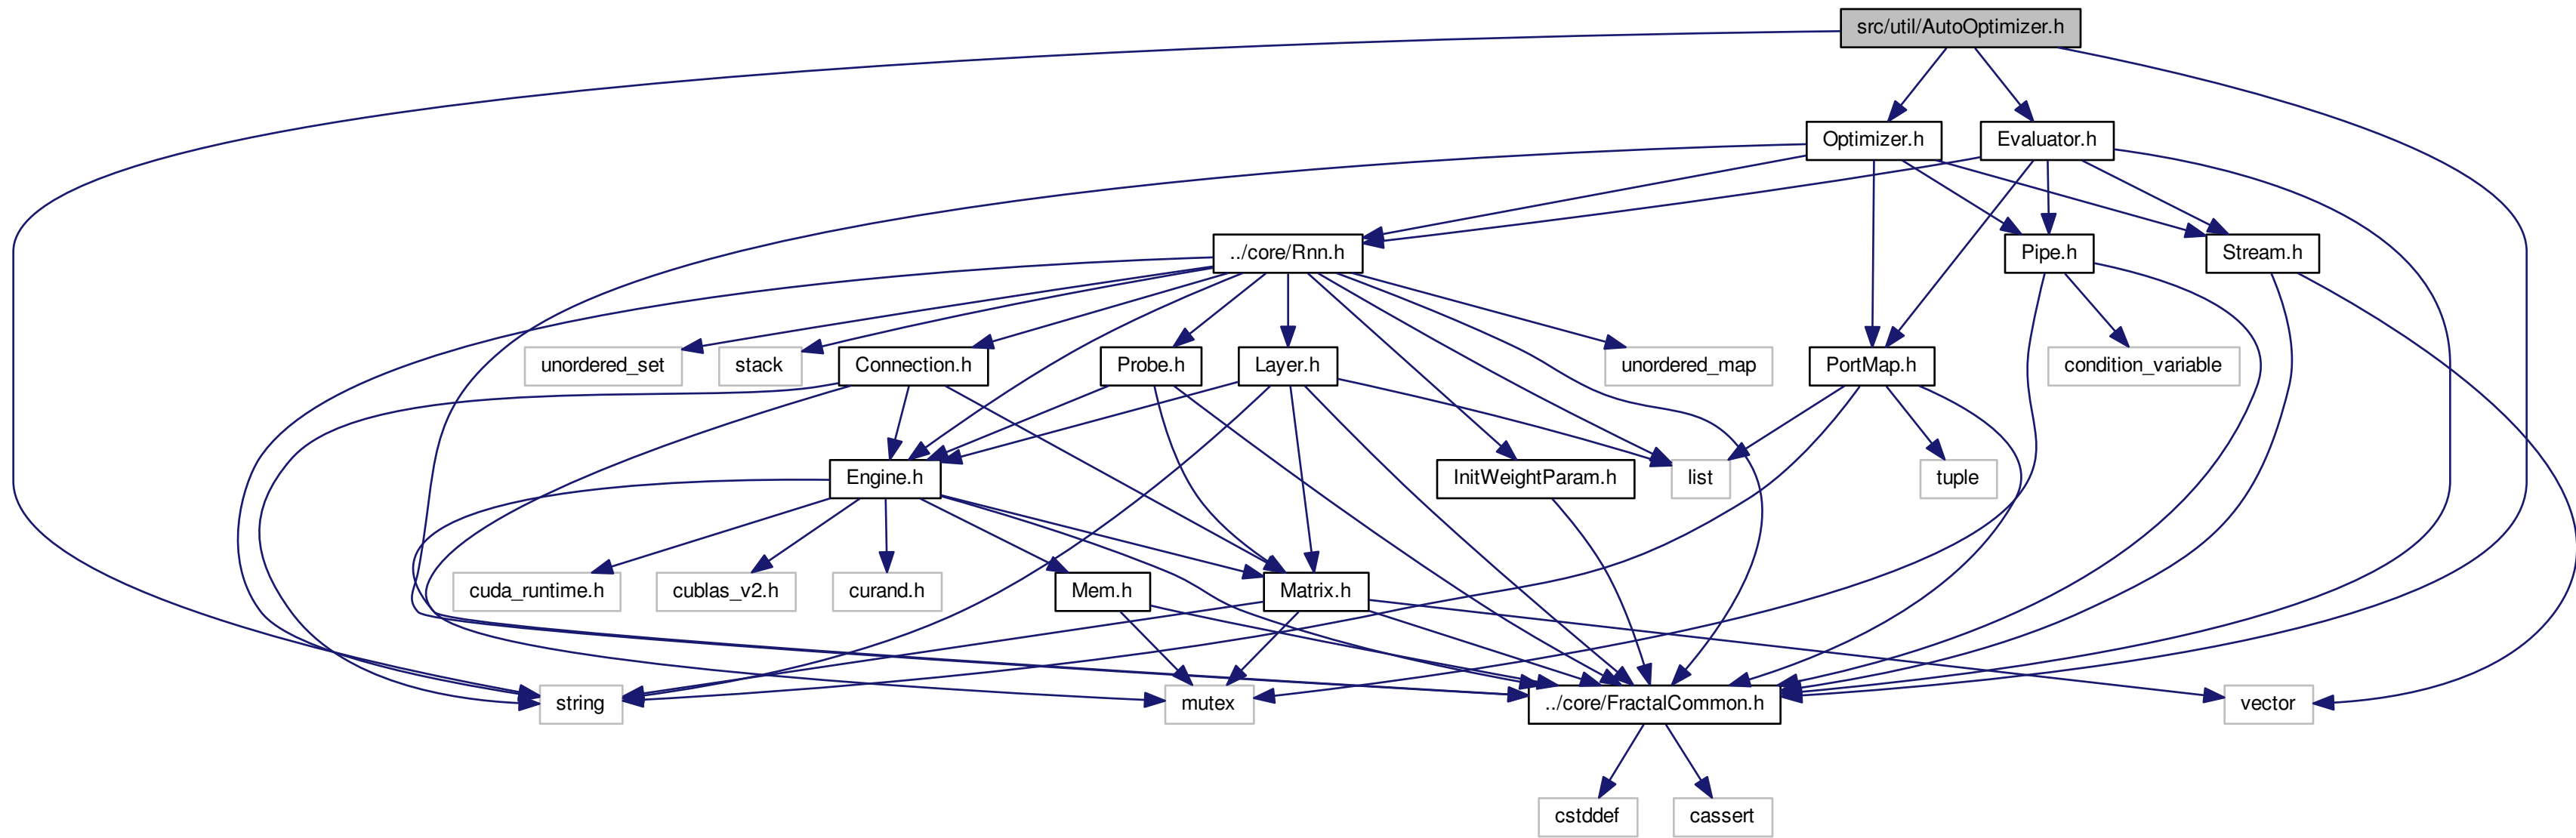 src/util/AutoOptimizer.h
Optimizer.h
Evaluator.h
../core/Rnn.h
Pipe.h
Stream.h
unordered_set
stack
Connection.h
Probe.h
Layer.h
unordered_map
PortMap.h
condition_variable
Engine.h
InitWeightParam.h
list
tuple
cuda_runtime.h
cublas_v2.h
curand.h
Mem.h
Matrix.h
string
mutex
../core/FractalCommon.h
vector
cstddef
cassert